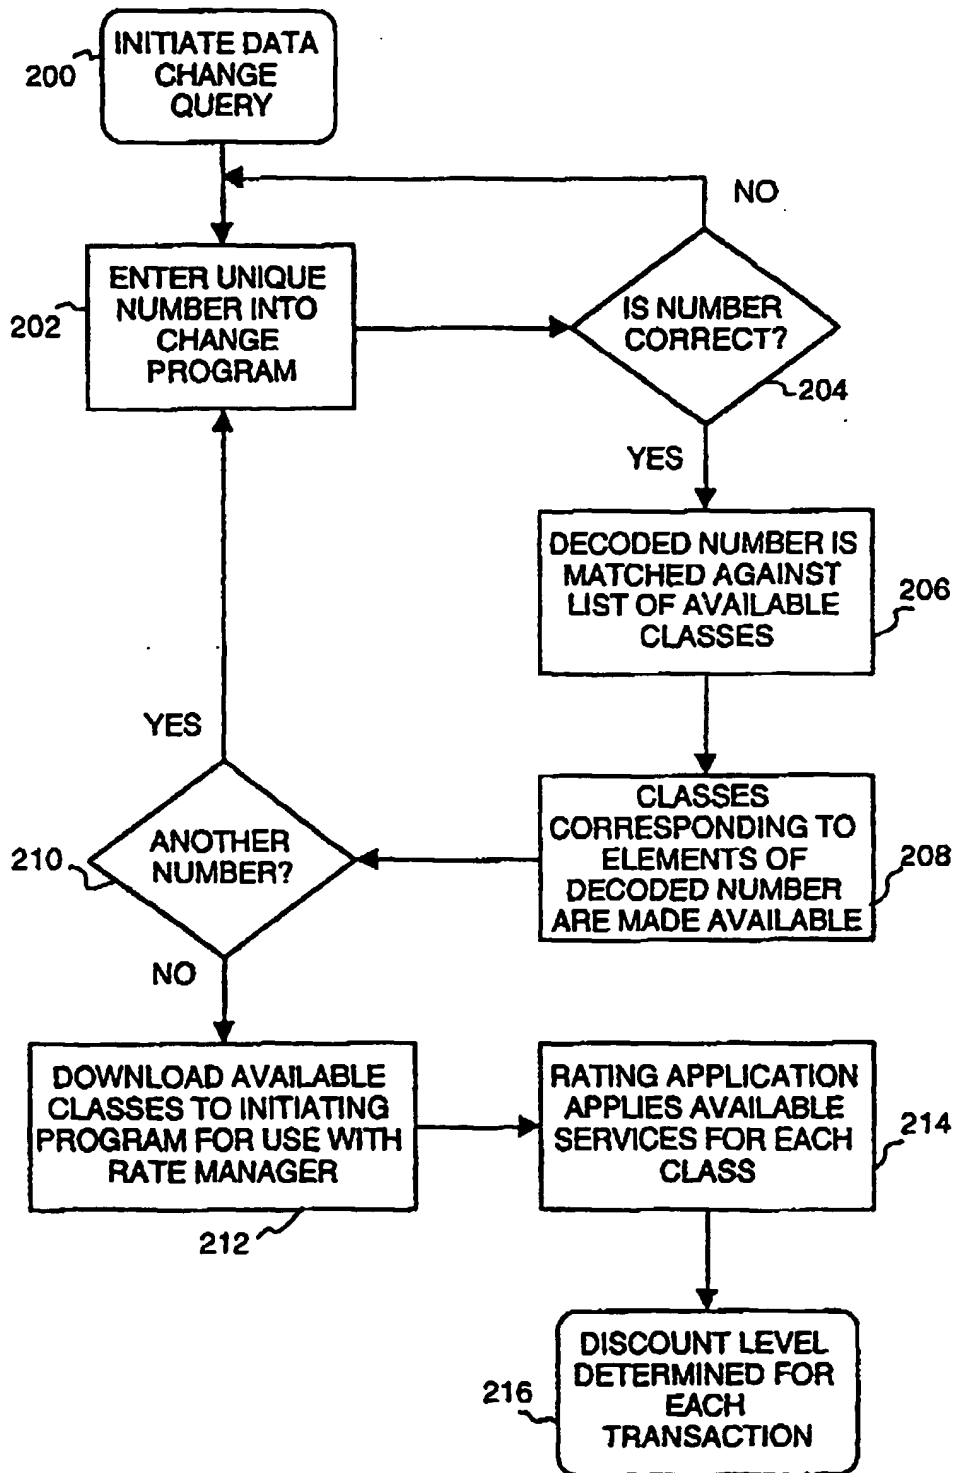 INITIATE DATA
CHANGE
QUERY
200
NO
ENTER UNIQUE
NUMBER INTO
CHANGE
PROGRAM
202
IS NUMBER
CORRECT?
204
YES
DECODED NUMBER IS
MATCHED AGAINST
LIST OF AVAILABLE
CLASSES
206
CLASSES
CORRESPONDING TO
ELEMENTS OF
DECODED NUMBER
ARE MADE AVAILABLE
208
YES
ANOTHER
NUMBER?
210
NO
DOWNLOAD AVAILABLE
CLASSES TO INITIATING
PROGRAM FOR USE WITH
RATE MANAGER
212
RATING APPLICATION
APPLIES AVAILABLE
SERVICES FOR EACH
CLASS
214
DISCOUNT LEVEL
DETERMINED FOR
EACH
TRANSACTION
216